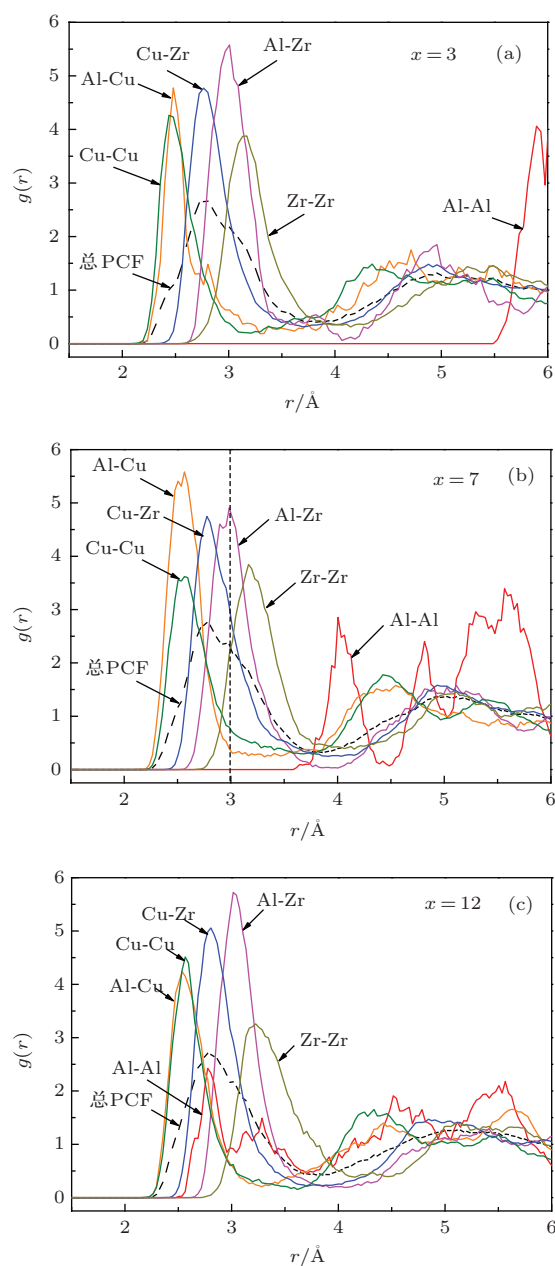 6
5
4
3
2
1
0
g(r)
Al-Cu
Cu-Zr
Al-Zr
x = 3
(a)
Cu-Cu
Zr-Zr
Al-Al
总 PCF
2
3
4
5
6
r/Å
6
5
4
3
2
1
0
g(r)
Al-Cu
x = 7
(b)
Cu-Zr
Al-Zr
Cu-Cu
Zr-Zr
Al-Al
总PCF
2
3
4
5
6
r/Å
6
5
4
3
2
1
0
g(r)
Cu-Zr
Al-Zr
x = 12
(c)
Cu-Cu
Al-Cu
Zr-Zr
Al-Al
总PCF
2
3
4
5
6
r/Å